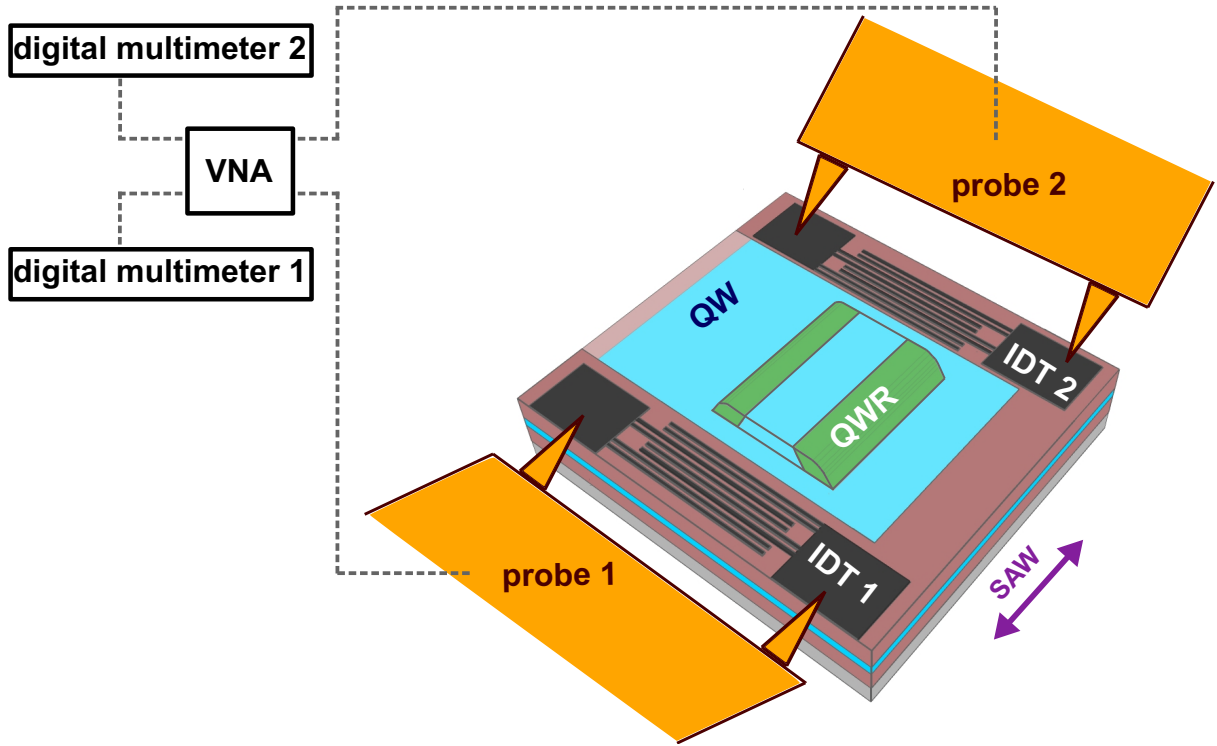 digital multimeter 2
VNA
digital multimeter 1
probe 2
QW
IDT 2
QWR
probe 1
IDT 1
SAW